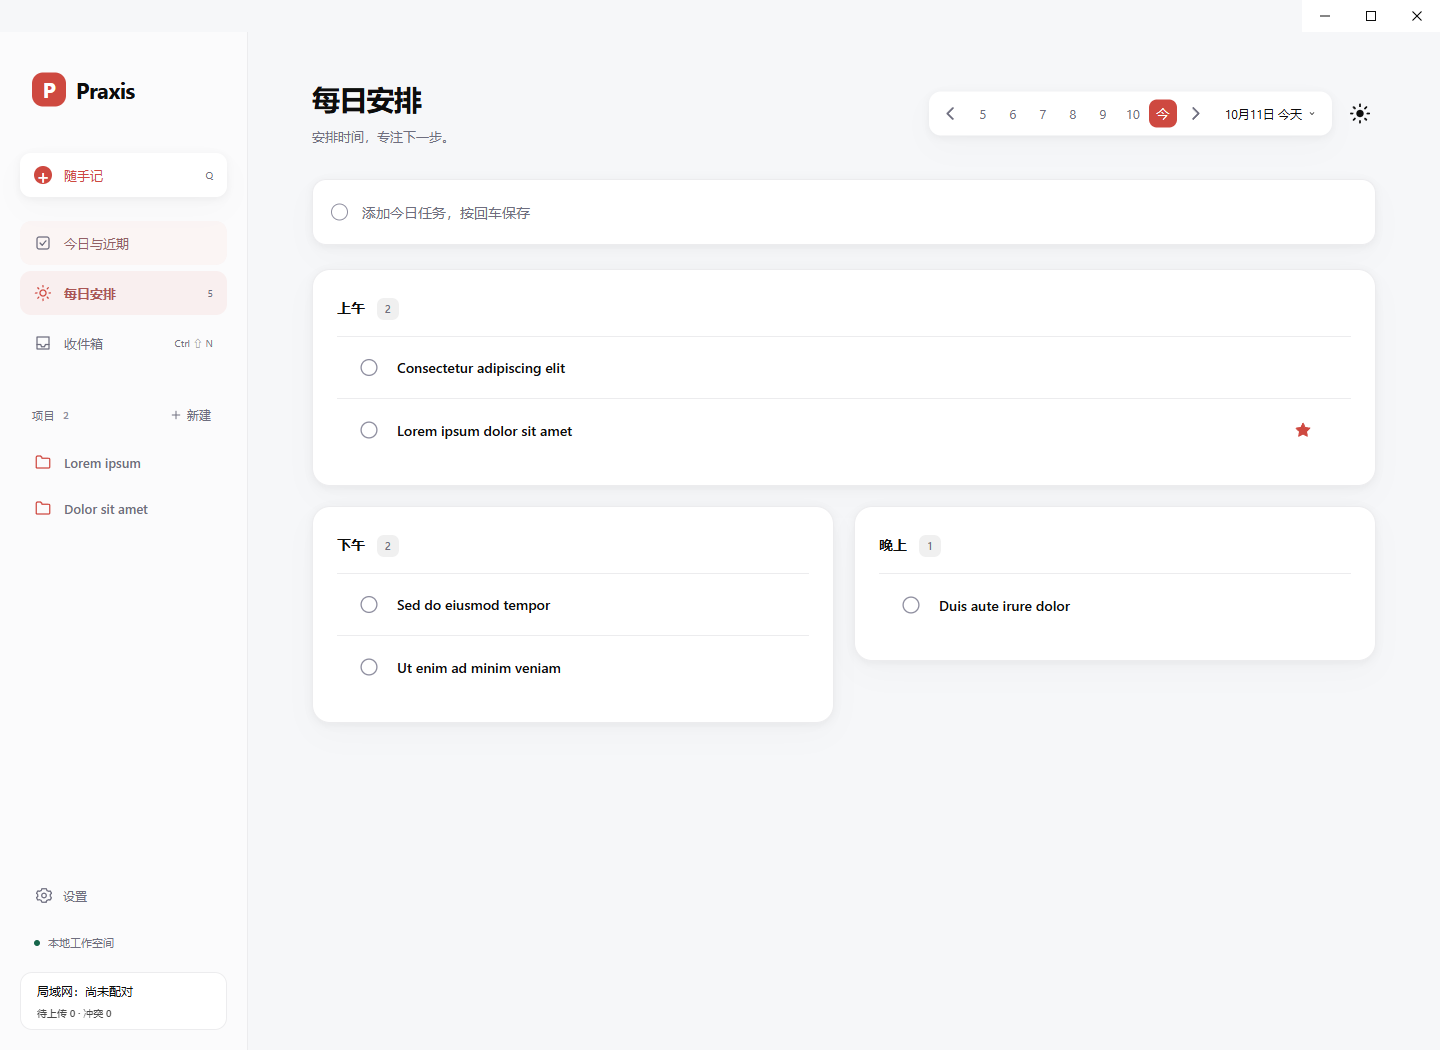 P Praxis
随手记 Q
今日与近期
每日安排 5
收件箱 Ctrl ⇧ N
项目 2 + 新建
Lorem ipsum
Dolor sit amet
设置
本地工作空间
局域网：尚未配对
待上传 0 · 冲突 0
每日安排
安排时间，专注下一步。
5 6 7 8 9 10 今 10月11日 今天
添加今日任务，按回车保存
上午 2
Consectetur adipiscing elit
Lorem ipsum dolor sit amet
下午 2
Sed do eiusmod tempor
Ut enim ad minim veniam
晚上 1
Duis aute irure dolor